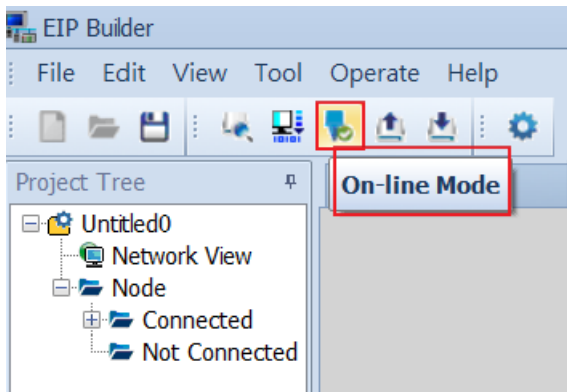 EIP Builder
File Edit View Tool Operate Help
Project Tree
On-line Mode
Untitled0
Network View
Node
Connected
Not Connected